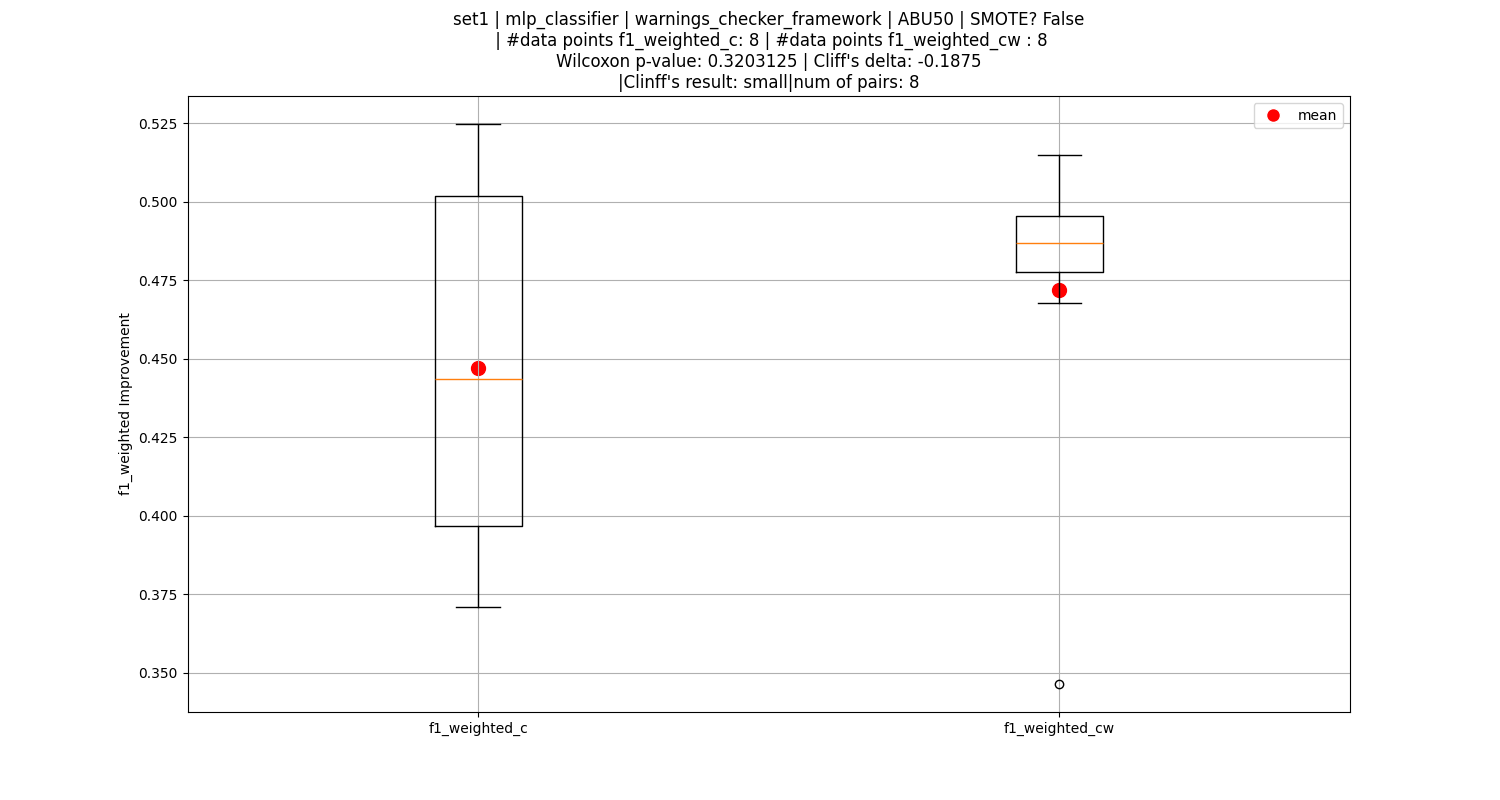 set1 | mlp_classifier | warnings_checker_framework | ABU50 | SMOTE? False
| #data points f1_weighted_c: 8 | #data points f1_weighted_cw : 8
Wilcoxon p-value: 0.3203125 | Cliff's delta: -0.1875
|Clinff's result: small|num of pairs: 8
mean
0.525
0.500
0.475
0.450
0.425
0.400
0.375
0.350
f1_weighted Improvement
f1_weighted_c
f1_weighted_cw